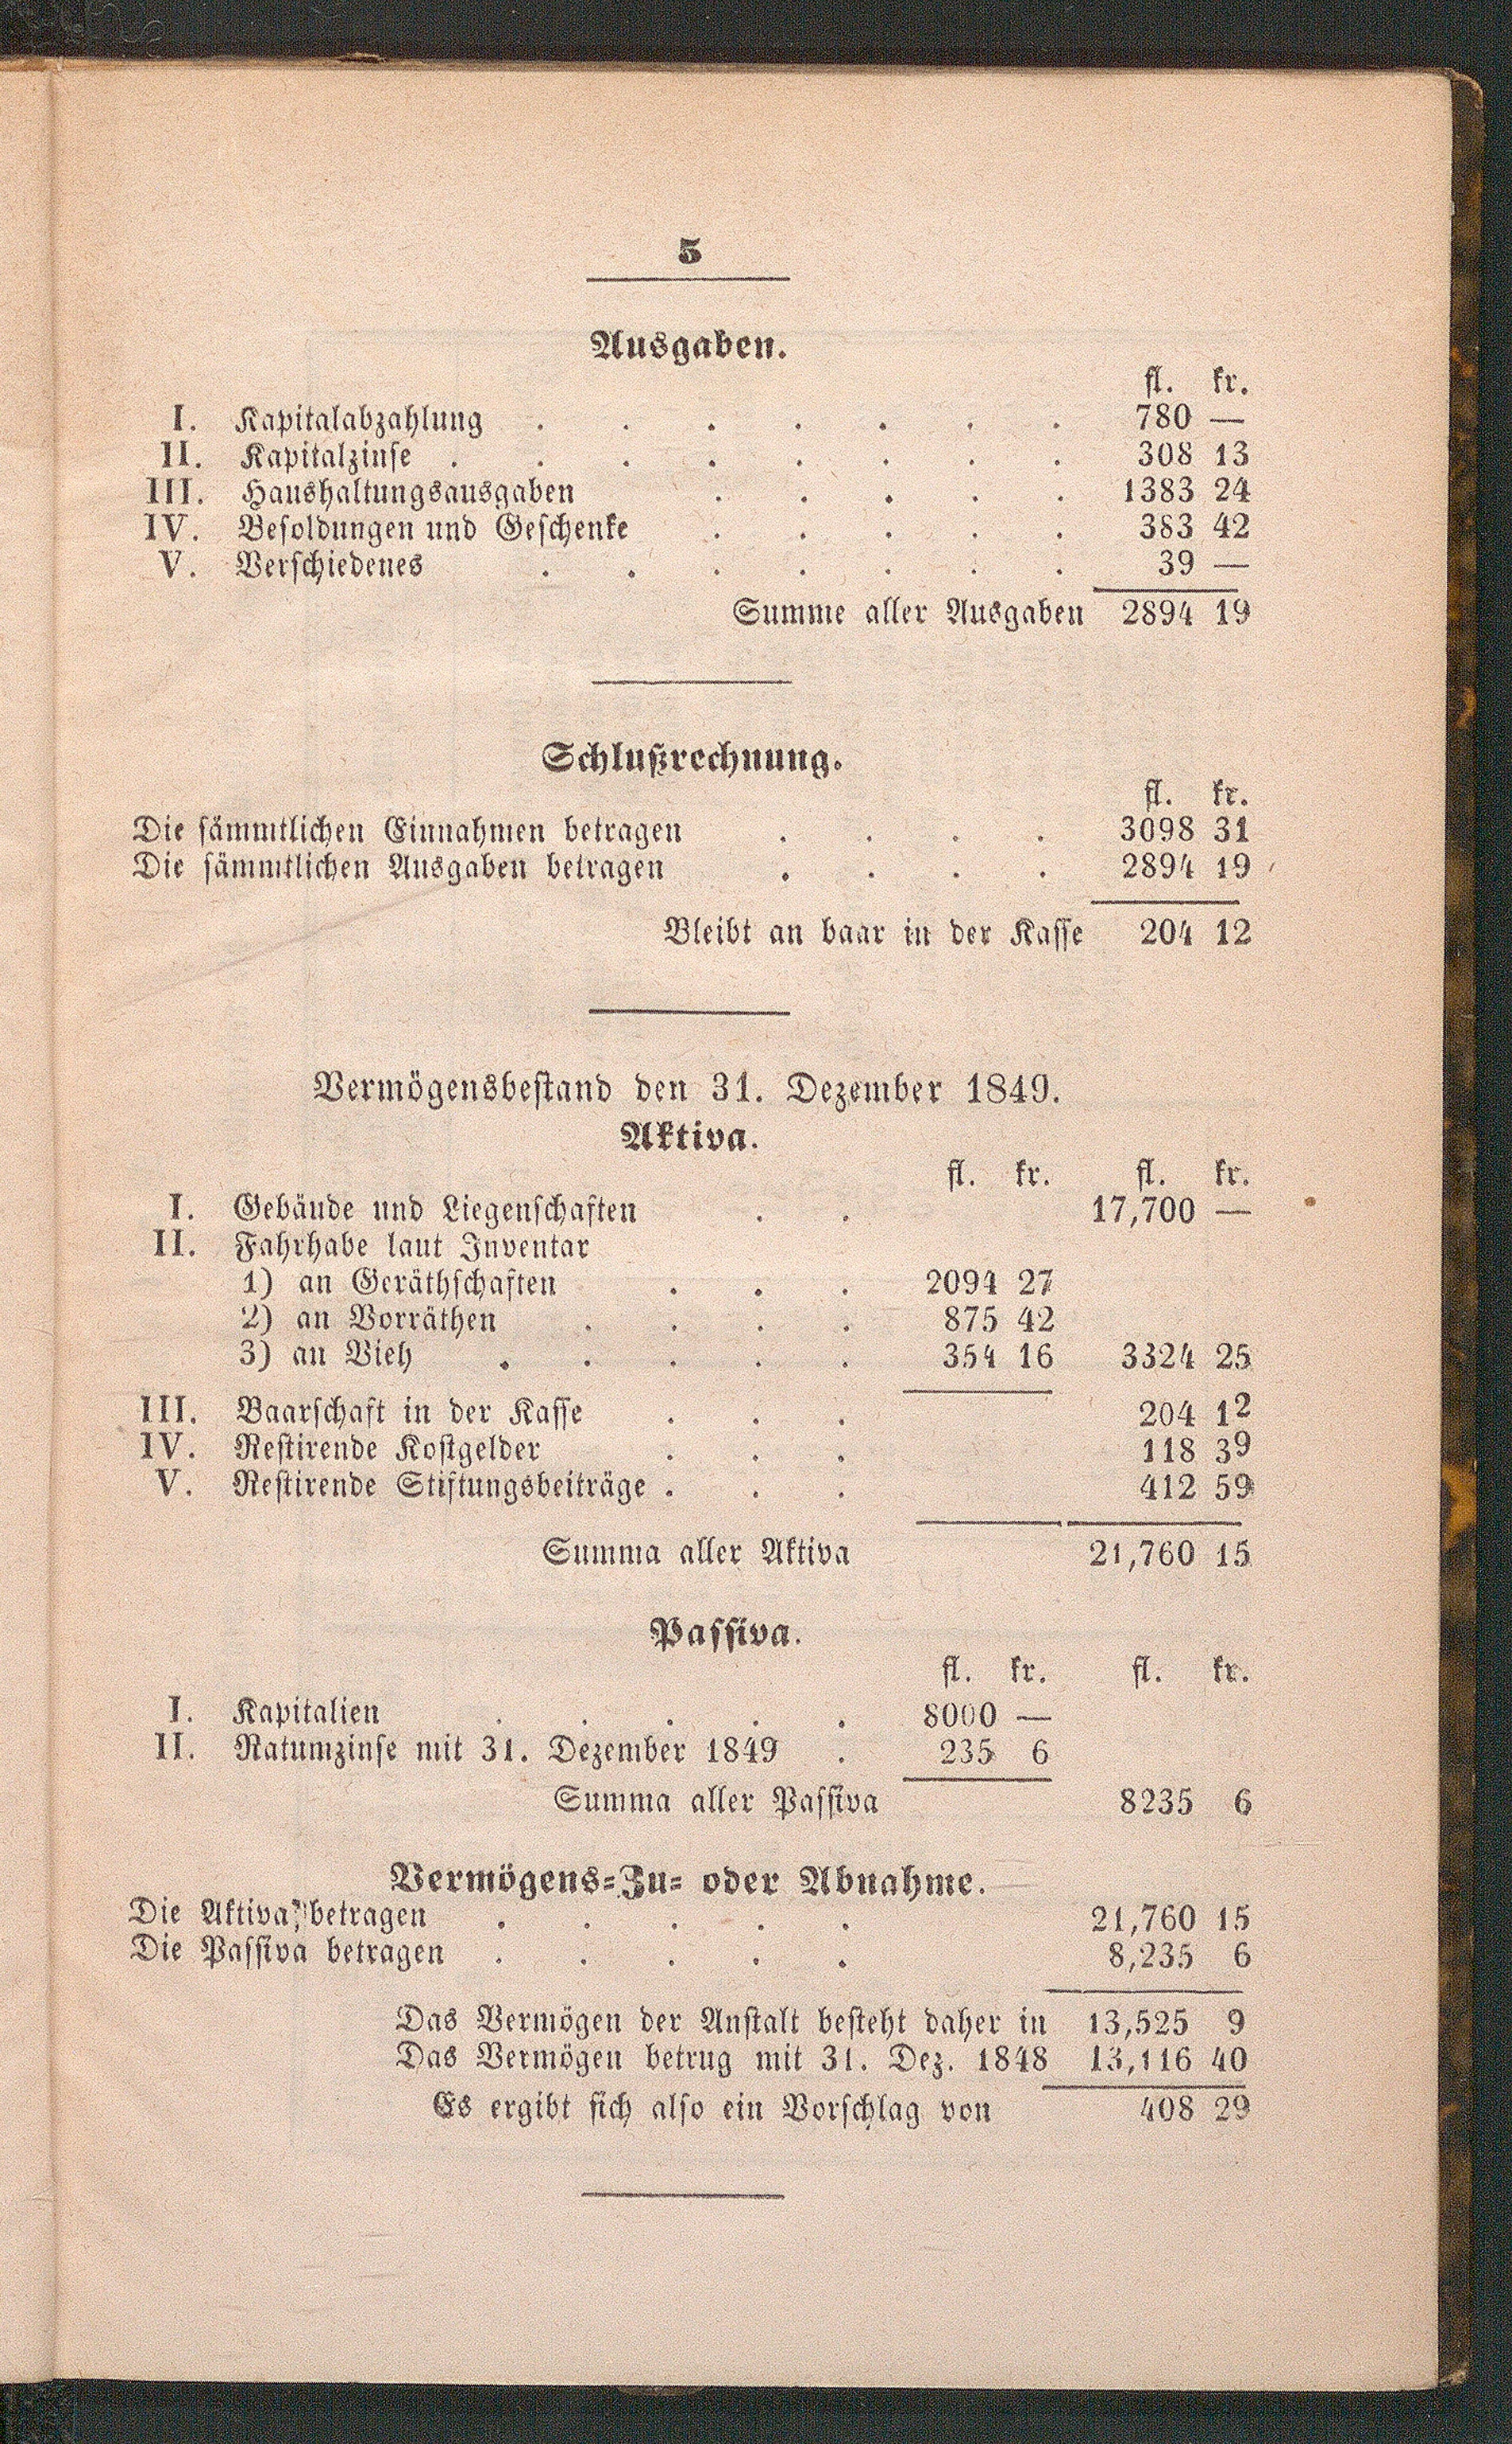 5
Ausgaben.
fl. kr.
I. Kapitalabzahlung . . . . . . . 780 —
II. Kapitalzinse . . . . . . . . 308 13
III. Haushaltungsausgaben . . . . . 1383 24
IV. Besoldungen und Geschenke . . . . . 383 42
V. Verschiedenes . . . . . . . 39 —
Summe aller Ausgaben 2894 19
Schlußrechnung.
fl. kr.
Die sämmtlichen Einnahmen betragen . . . . 3098 31
Die sämmtlichen Ausgaben betragen . . . . 2894 19
Bleibt an baar in der Kasse 204 12
Vermögensbestand den 31. Dezember 1849.
Aktiva.
fl. kr. fl. kr.
I. Gebäude und Liegenschaften . . 17,700 —
II. Fahrhabe laut Inventar
1) an Geräthschaften . . . 2094 27
2) an Vorräthen . . . . 875 42
3) an Vieh . . . . . 354 16 3324 25
III. Baarschaft in der Kasse . . . 204 12
IV. Restirende Kostgelder . . . 118 39
V. Restirende Stiftungsbeiträge . . . 412 59
Summa aller Aktiva 21,760 15
Passiva.
fl. kr. fl. kr.
I. Kapitalien . . . . . 8000 —
II. Ratumzinse mit 31. Dezember 1849 . 235 6
Summa aller Passiva 8235 6
Vermögens-Zu- oder Abnahme.
Die Aktiva betragen . . . . . 21,760 15
Die Passiva betragen . . . . . 8,235 6
Das Vermögen der Anstalt besteht daher in 13,525 9
Das Vermögen betrug mit 31. Dez. 1848 13,116 40
Es ergibt sich also ein Vorschlag von 408 29